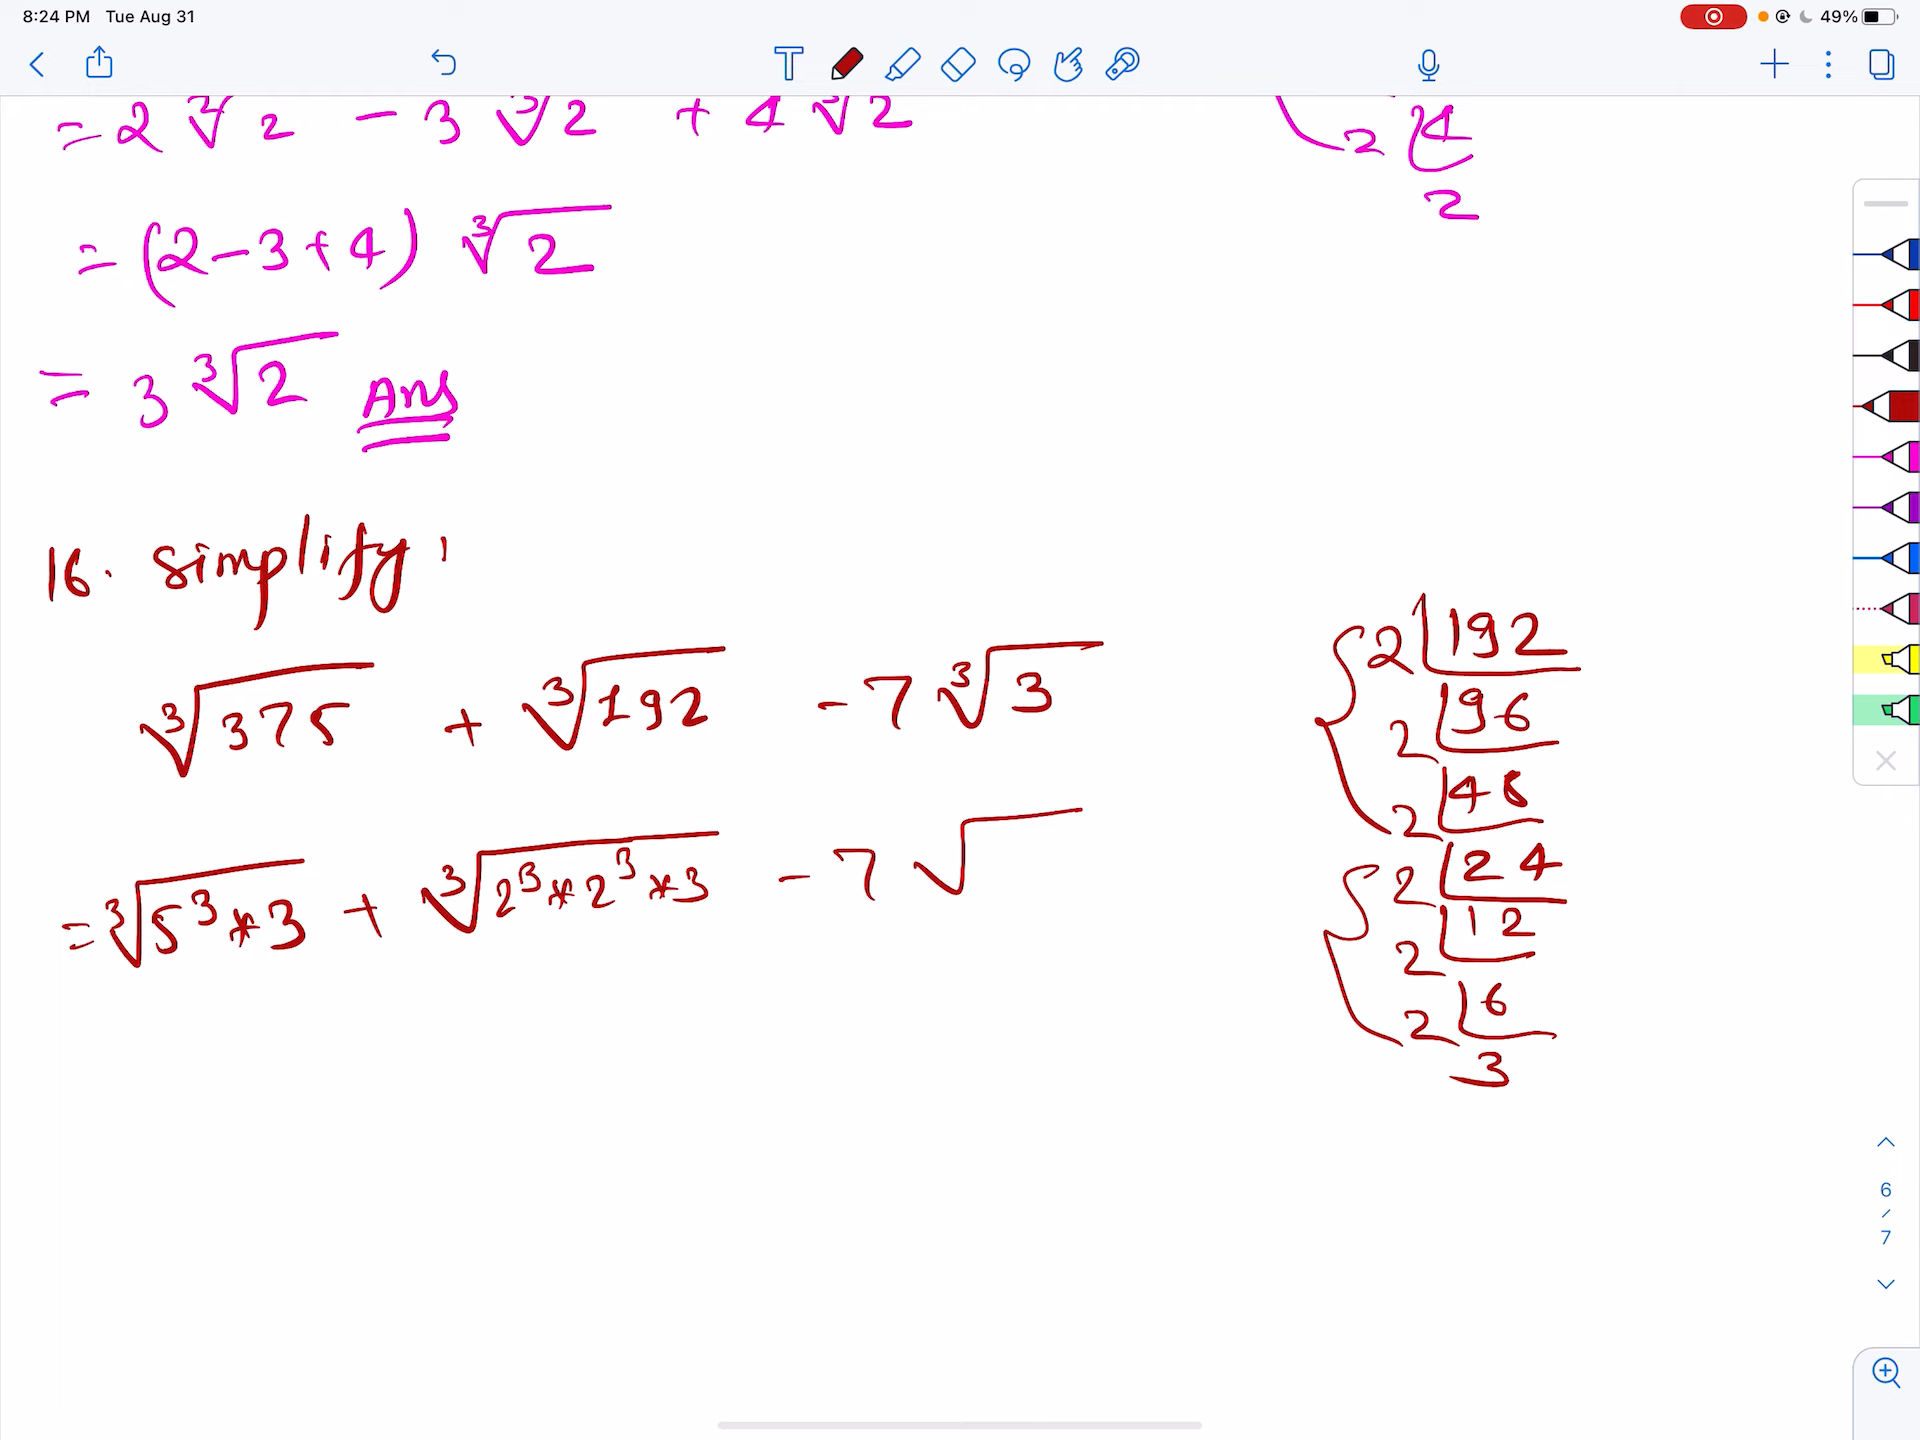 8:24 PM Tue Aug 31
49%
= 2 ∛2 − 3 ∛2 + 4 ∛2
= (2−3+4) ∛2
= 3 ∛2 Ans
2 4
2
16. Simplify:
∛375 + ∛192 − 7 ∛3
= ∛5³*3 + ∛2³*2³*3 − 7 √
2 192
2 96
2 48
2 24
2 12
2 6
3
6
/
7